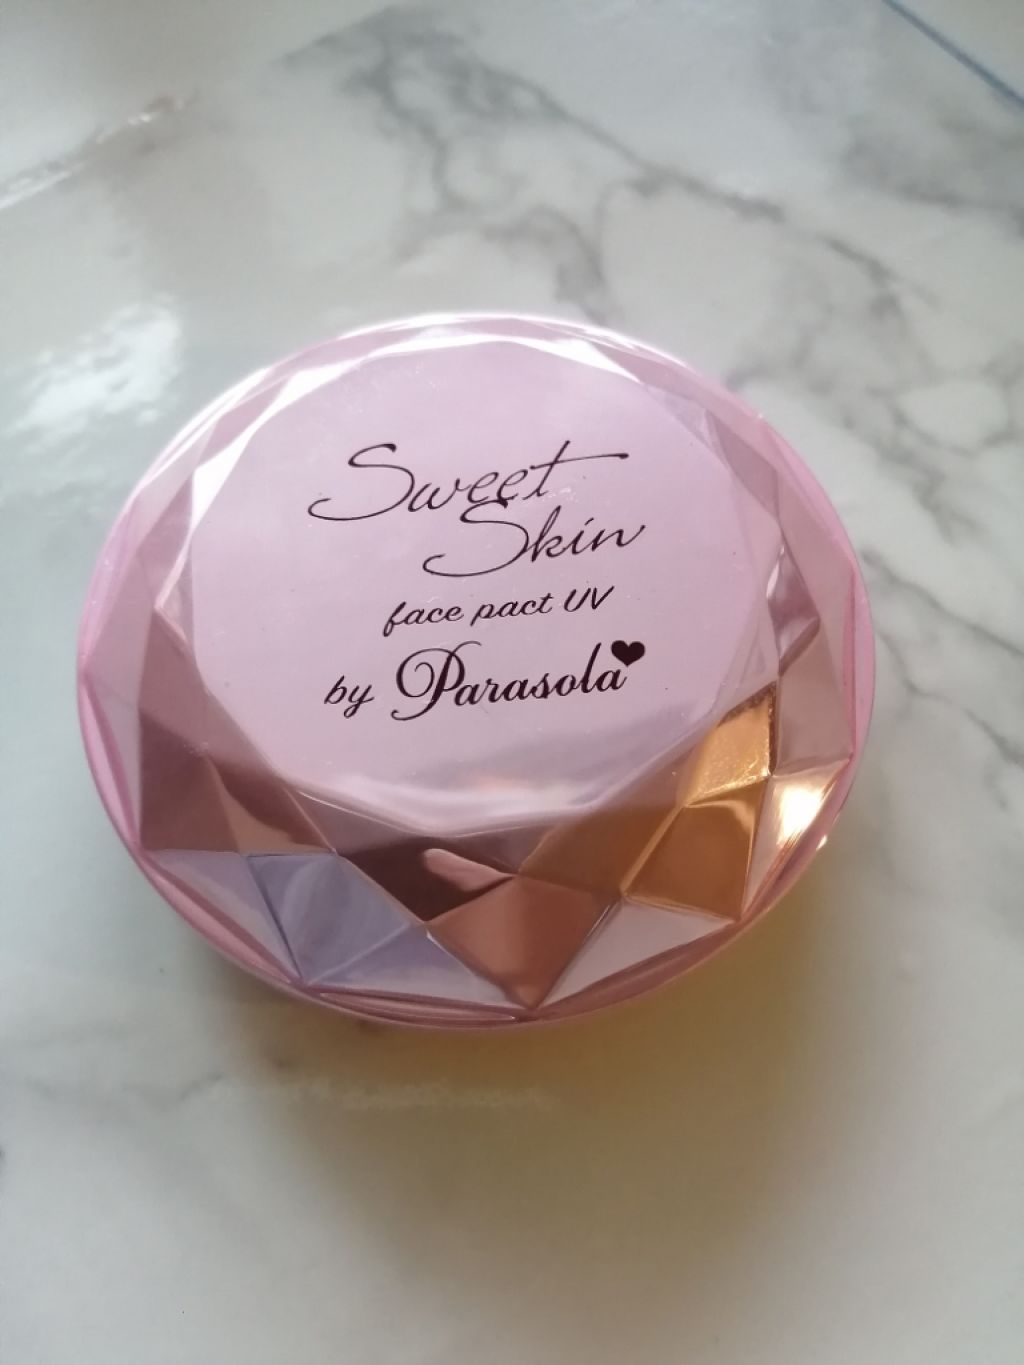 Sweet
Skin
face pact UV
by Parasola